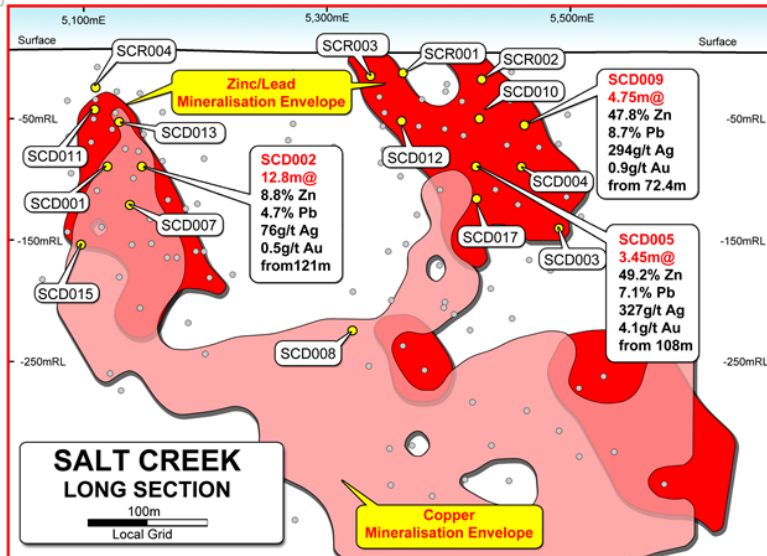 5,100mE
5,300mE
5,500mE
Surface
SCR004
SCR003
SCR001
SCR002
Surface
Zinc/Lead
Mineralisation Envelope
SCD010
SCD009
4.75m@
47.8% Zn
8.7% Pb
294g/t Ag
0.9g/t Au
from 72.4m
-50mRL
-50mRL
SCD013
SCD011
SCD012
SCD002
12.8m@
8.8% Zn
4.7% Pb
76g/t Ag
0.5g/t Au
from121m
SCD004
SCD001
SCD007
SCD017
SCD003
SCD005
3.45m@
49.2% Zn
7.1% Pb
327g/t Ag
4.1g/t Au
from 108m
-150mRL
-150mRL
SCD015
SCD008
-250mRL
-250mRL
SALT CREEK
LONG SECTION
100m
Local Grid
Copper
Mineralisation Envelope